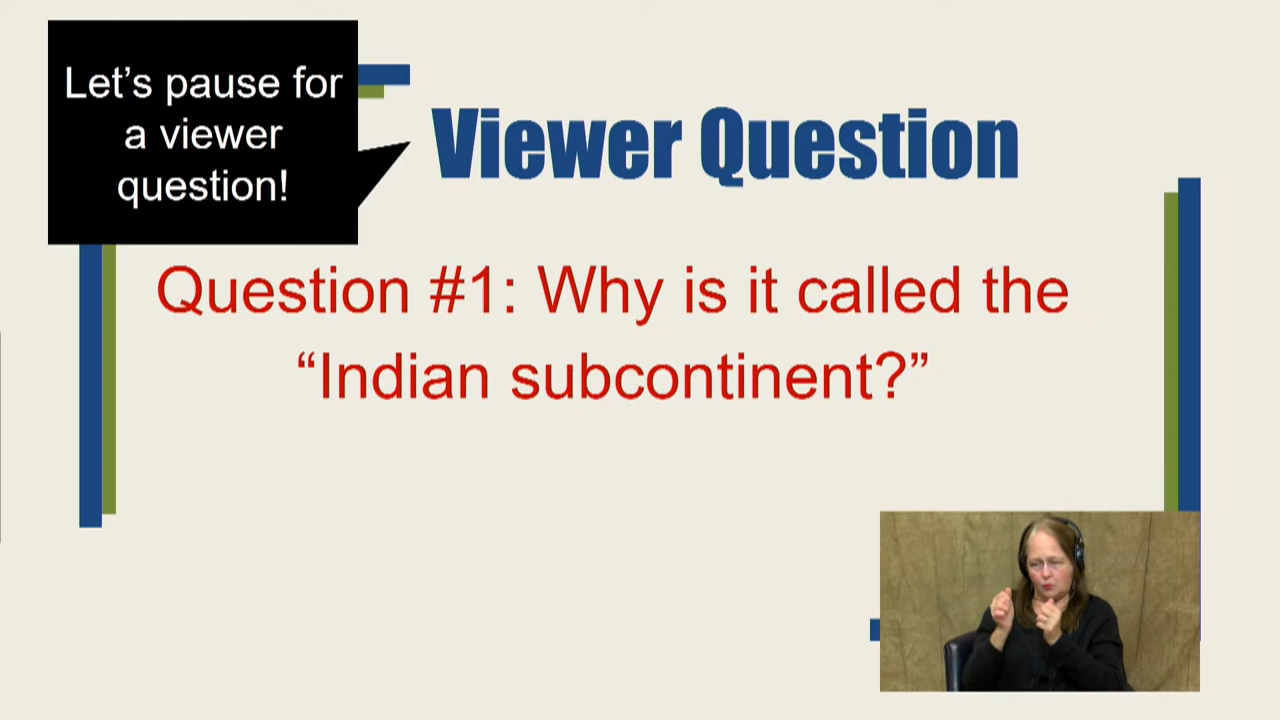 Let’s pause for
a viewer
question!
Viewer Question
Question #1: Why is it called the
“Indian subcontinent?”